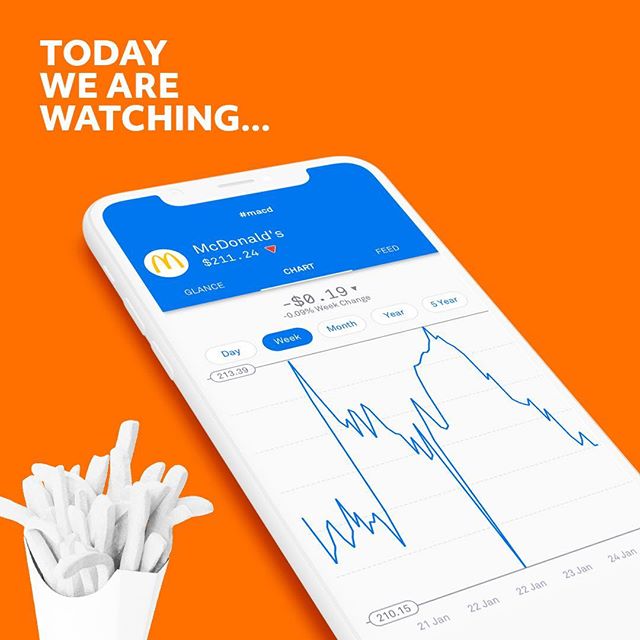 TODAY
WE ARE
WATCHING...
#macd
McDonald's
$211.24
GLANCE
CHART
FEED
-$0.19
-0.09% Week Change
Day
Week
Month
Year
5 Year
213.39
210.15
21 Jan
22 Jan
22 Jan
23 Jan
24 Jan